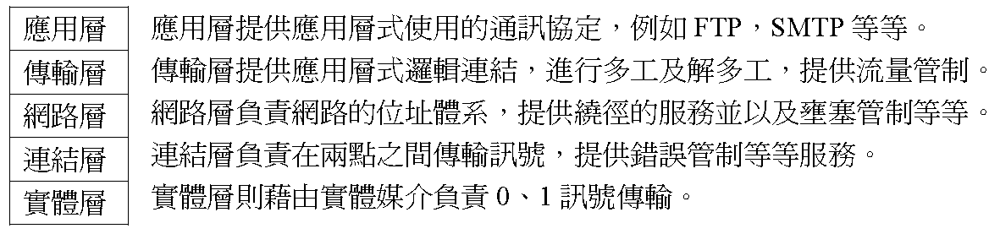 應用層 應用層提供應用層式使用的通訊協定，例如 FTP，SMTP 等等。
傳輸層 傳輸層提供應用層式邏輯連結，進行多工及解多工，提供流量管制。
網路層 網路層負責網路的位址體系，提供繞徑的服務並以及壅塞管制等等。
連結層 連結層負責在兩點之間傳輸訊號，提供錯誤管制等等服務。
實體層 實體層則藉由實體媒介負責 0、1 訊號傳輸。